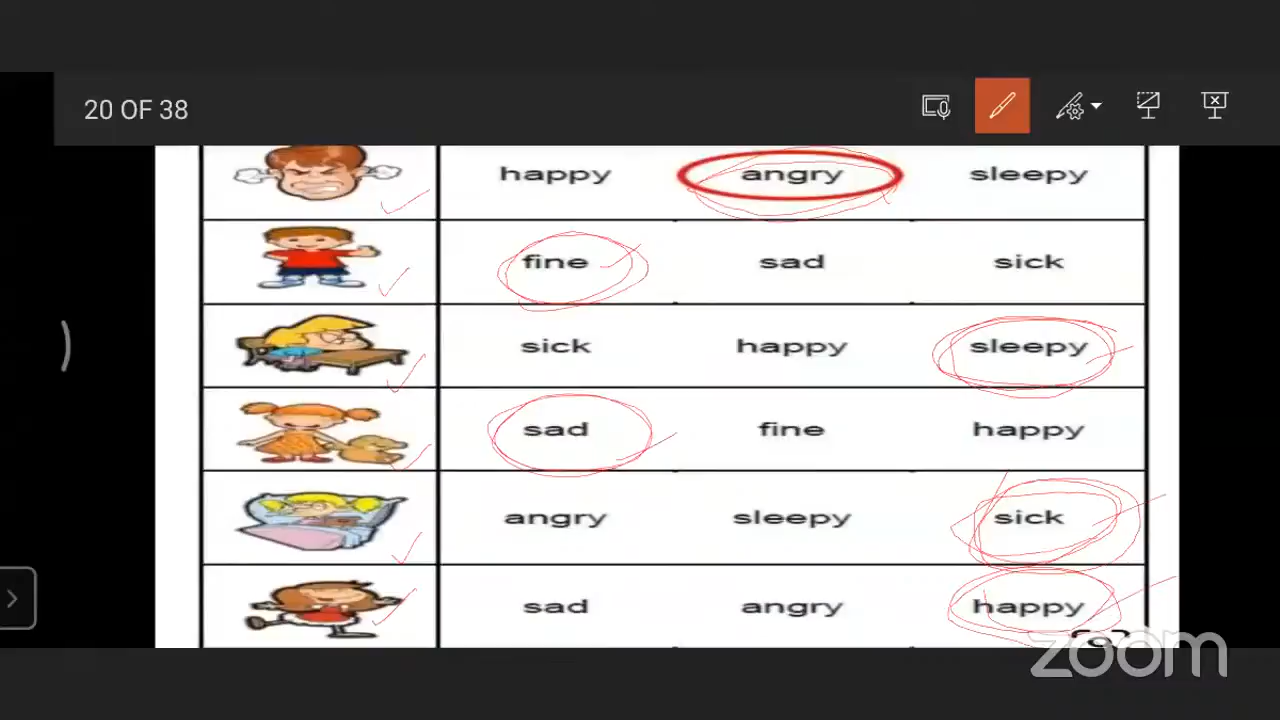 20 OF 38
happy angry sleepy
fine sad sick
sick happy sleepy
sad fine happy
angry sleepy sick
sad angry happy
zoom